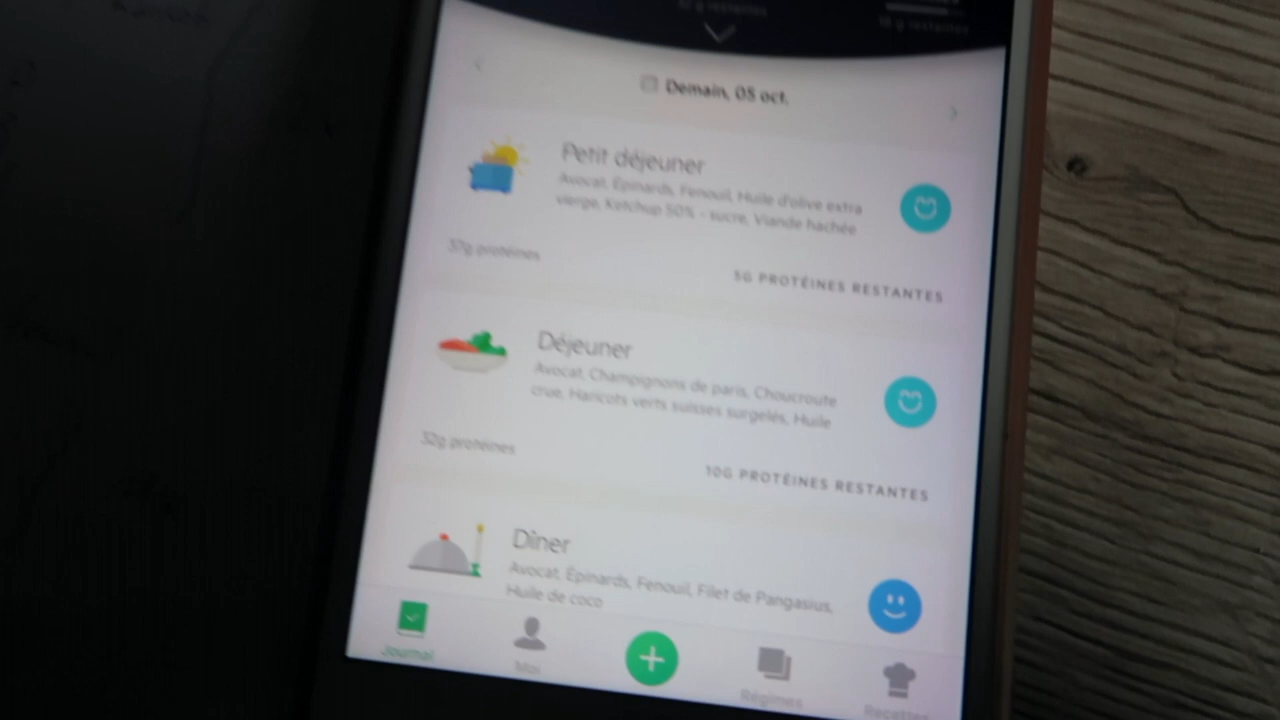 Demain, 05 oct.
Petit déjeuner
Avocat, Épinards, Fenouil, Huile d'olive extra
vierge, Ketchup 50% - sucre, Viande hachée
37g protéines
5G PROTÉINES RESTANTES
Déjeuner
Avocat, Champignons de paris, Choucroute
crue, Haricots verts suisses surgelés, Huile
32g protéines
10G PROTÉINES RESTANTES
Dîner
Avocat, Épinards, Fenouil, Filet de Pangasius,
Huile de coco
Journal
Moi
Régimes
Recettes